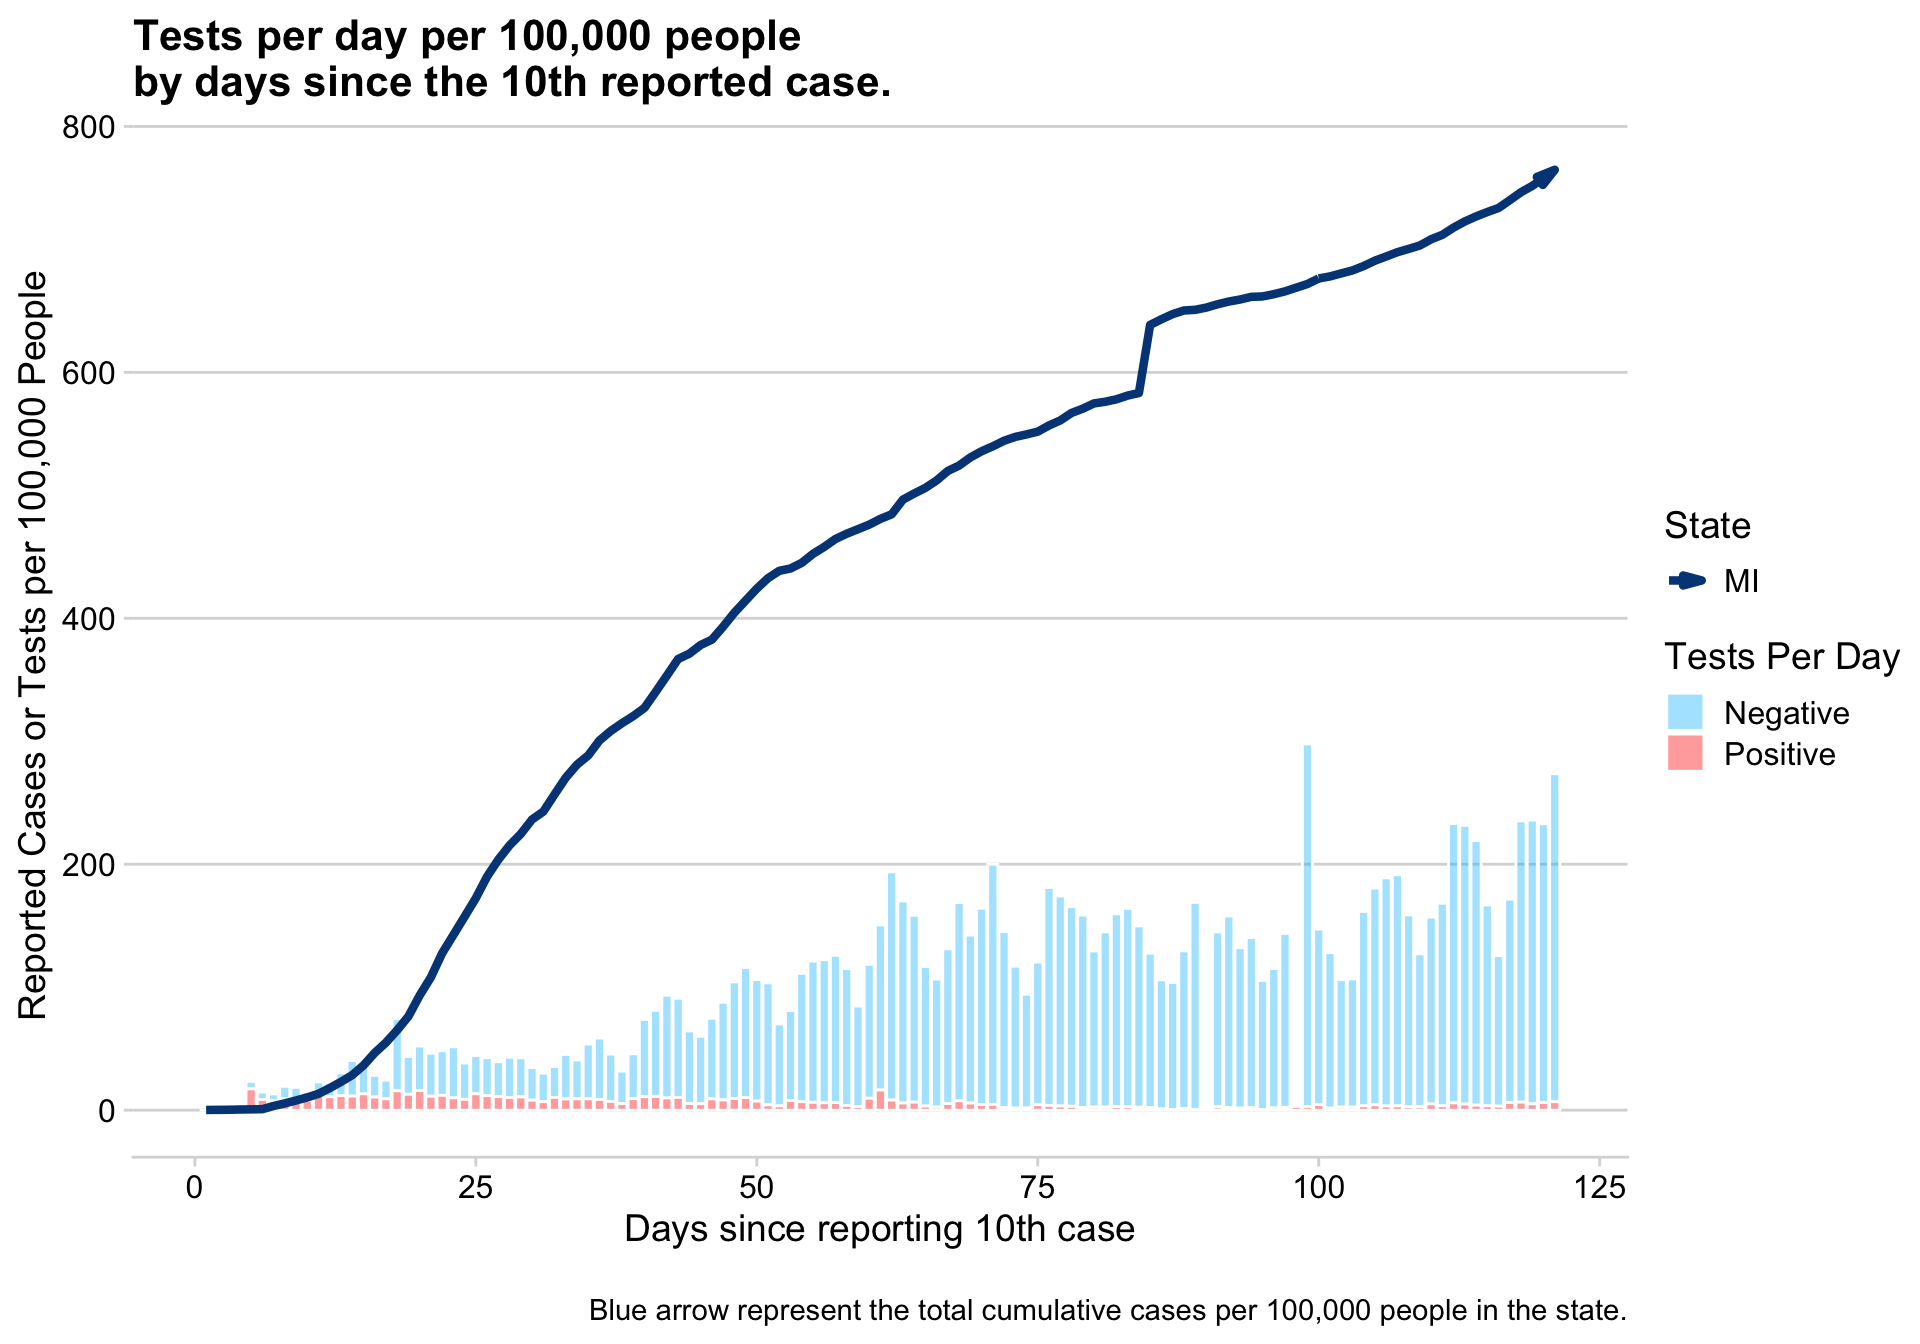 Tests per day per 100,000 people
by days since the 10th reported case.
800
600
400
200
0
Reported Cases or Tests per 100,000 People
0 25 50 75 100 125
Days since reporting 10th case
State
MI
Tests Per Day
Negative
Positive
Blue arrow represent the total cumulative cases per 100,000 people in the state.